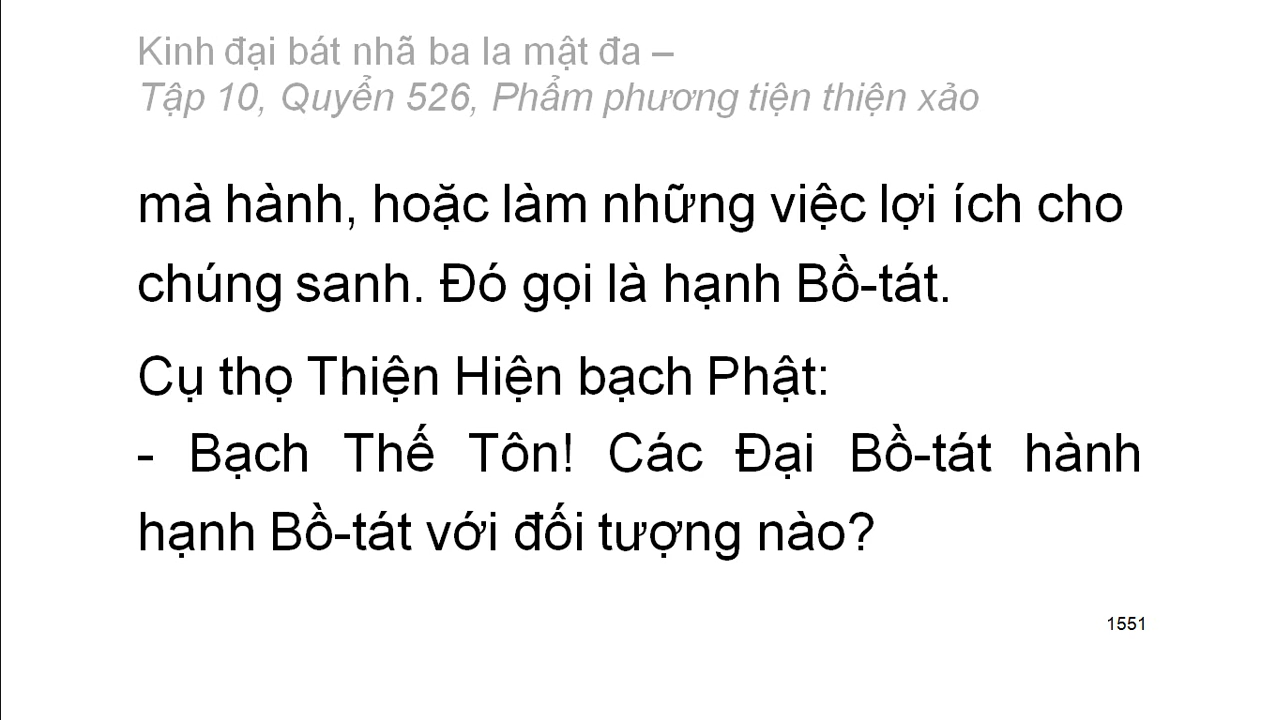 Kinh đại bát nhã ba la mật đa –
Tập 10, Quyển 526, Phẩm phương tiện thiện xảo
mà hành, hoặc làm những việc lợi ích cho
chúng sanh. Đó gọi là hạnh Bồ-tát.
Cụ thọ Thiện Hiện bạch Phật:
- Bạch Thế Tôn! Các Đại Bồ-tát hành
hạnh Bồ-tát với đối tượng nào?
1551